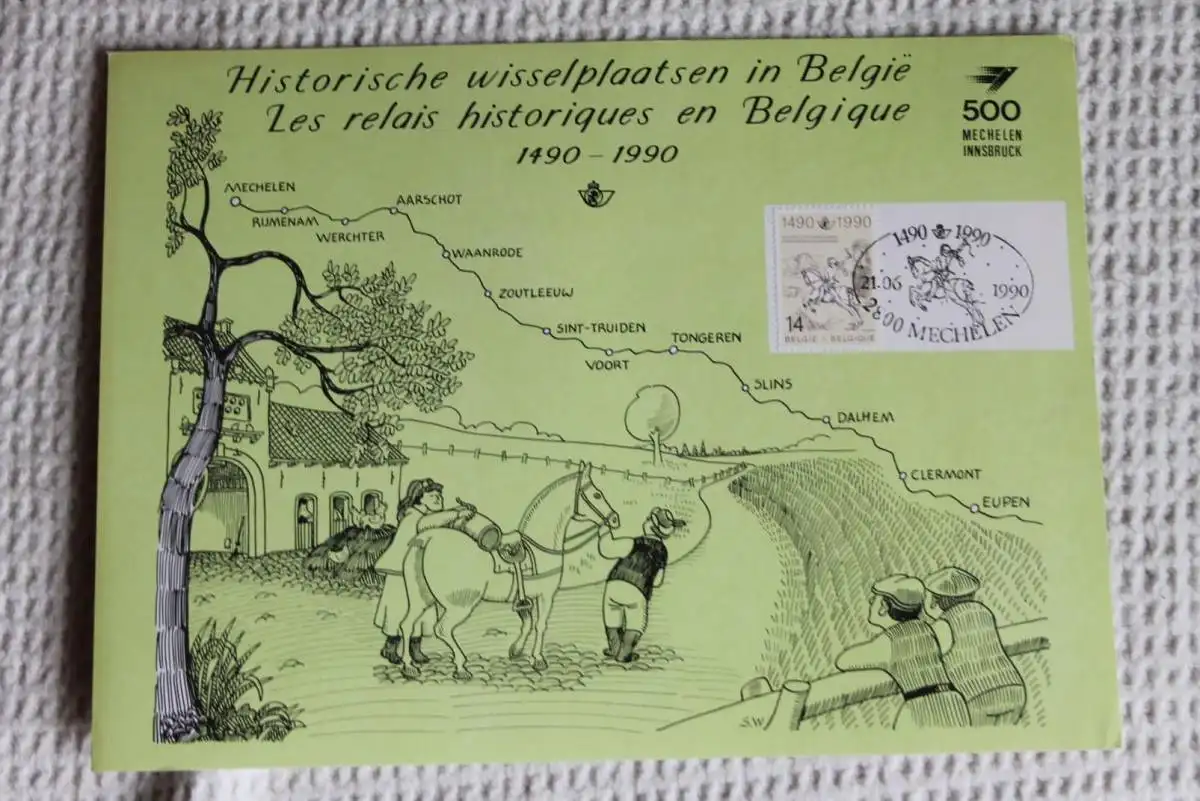 Historische wisselplaatsen in België
Les relais historiques en Belgique
1490 - 1990
500
MECHELEN
INNSBRUCK
MECHELEN
RIJMENAM
WERCHTER
AARSCHOT
WAANRODE
ZOUTLEEUW
SINT-TRUIDEN
VOORT
TONGEREN
SLINS
DALHEM
CLERMONT
EUPEN
1490 1990
14
BELGIË - BELGIQUE
1490 1990
21.06 1990
2800 MECHELEN
S.W